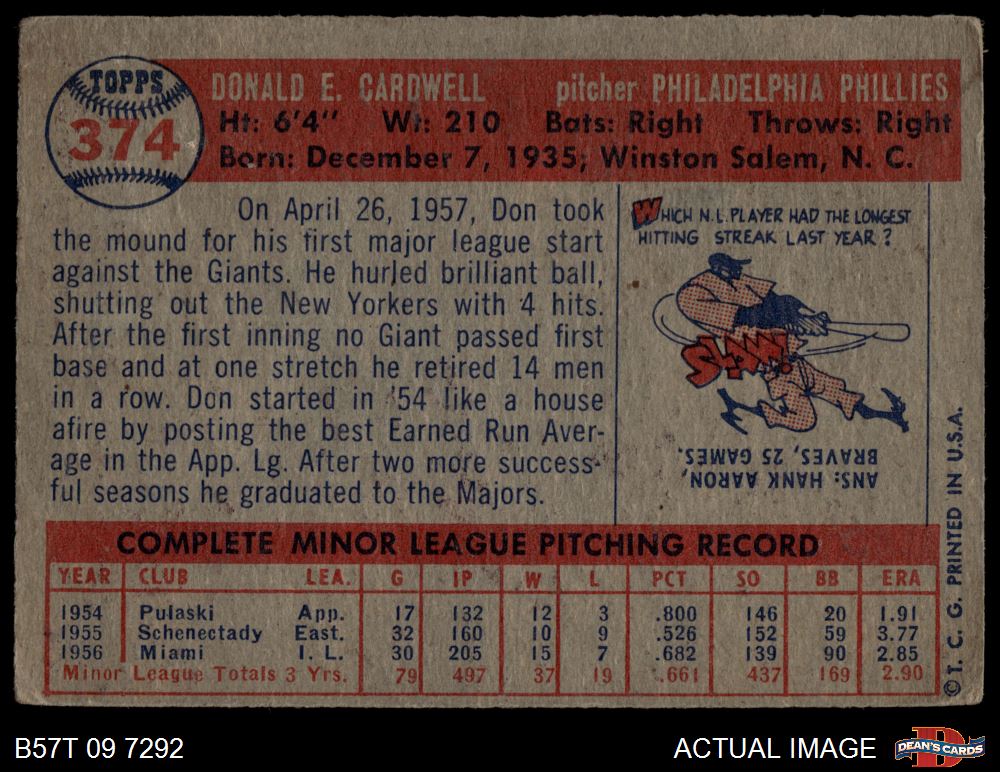 TOPPS
374
DONALD E. CARDWELL pitcher PHILADELPHIA PHILLIES
Ht: 6'4'' Wt: 210 Bats: Right Throws: Right
Born: December 7, 1935; Winston Salem, N. C.
On April 26, 1957, Don took
the mound for his first major league start
against the Giants. He hurled brilliant ball,
shutting out the New Yorkers with 4 hits.
After the first inning no Giant passed first
base and at one stretch he retired 14 men
in a row. Don started in '54 like a house
afire by posting the best Earned Run Aver-
age in the App. Lg. After two more success-
ful seasons he graduated to the Majors.
WHICH N.L. PLAYER HAD THE LONGEST
HITTING STREAK LAST YEAR?
SLAM!
ANS: HANK AARON,
BRAVES, 25 GAMES.
COMPLETE MINOR LEAGUE PITCHING RECORD
YEAR CLUB LEA. G IP W L PCT SO BB ERA
1954 Pulaski App. 17 132 12 3 .800 146 20 1.91
1955 Schenectady East. 32 160 10 9 .526 152 59 3.77
1956 Miami I. L. 30 205 15 7 .682 139 90 2.85
Minor League Totals 3 Yrs. 79 497 37 19 .661 437 169 2.90
© T. C. G. PRINTED IN U.S.A.
B57T 09 7292
ACTUAL IMAGE
D
DEAN'S CARDS